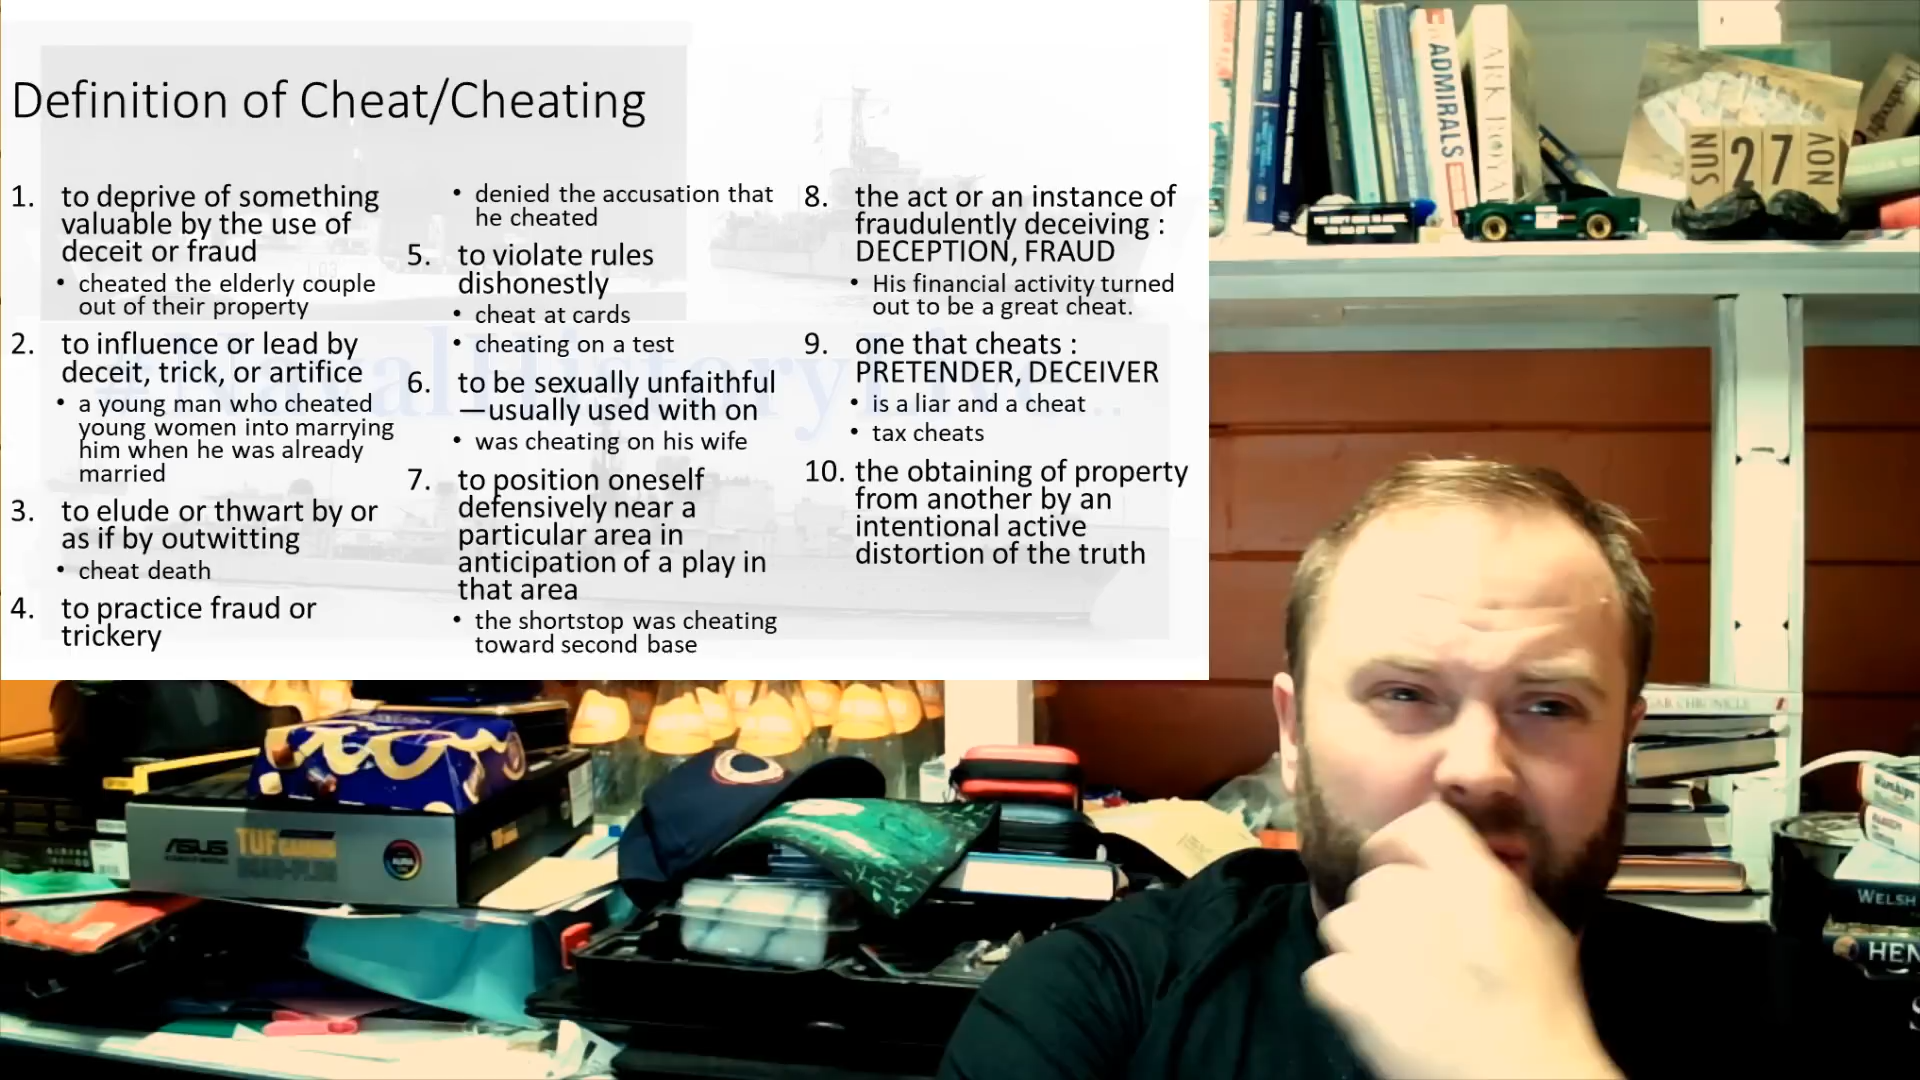 Definition of Cheat/Cheating
1. to deprive of something
valuable by the use of
deceit or fraud
• cheated the elderly couple
out of their property
2. to influence or lead by
deceit, trick, or artifice
• a young man who cheated
young women into marrying
him when he was already
married
3. to elude or thwart by or
as if by outwitting
• cheat death
4. to practice fraud or
trickery
• denied the accusation that
he cheated
5. to violate rules
dishonestly
• cheat at cards
• cheating on a test
6. to be sexually unfaithful
—usually used with on
• was cheating on his wife
7. to position oneself
defensively near a
particular area in
anticipation of a play in
that area
• the shortstop was cheating
toward second base
8. the act or an instance of
fraudulently deceiving :
DECEPTION, FRAUD
• His financial activity turned
out to be a great cheat.
9. one that cheats :
PRETENDER, DECEIVER
• is a liar and a cheat
• tax cheats
10. the obtaining of property
from another by an
intentional active
distortion of the truth
#NavalHistoryLive...
L03
ADMIRALS
ARK ROYAL
SUN
27
NOV
ASUS
TUF GAMING
CHRONICLE
WELSH
HEN